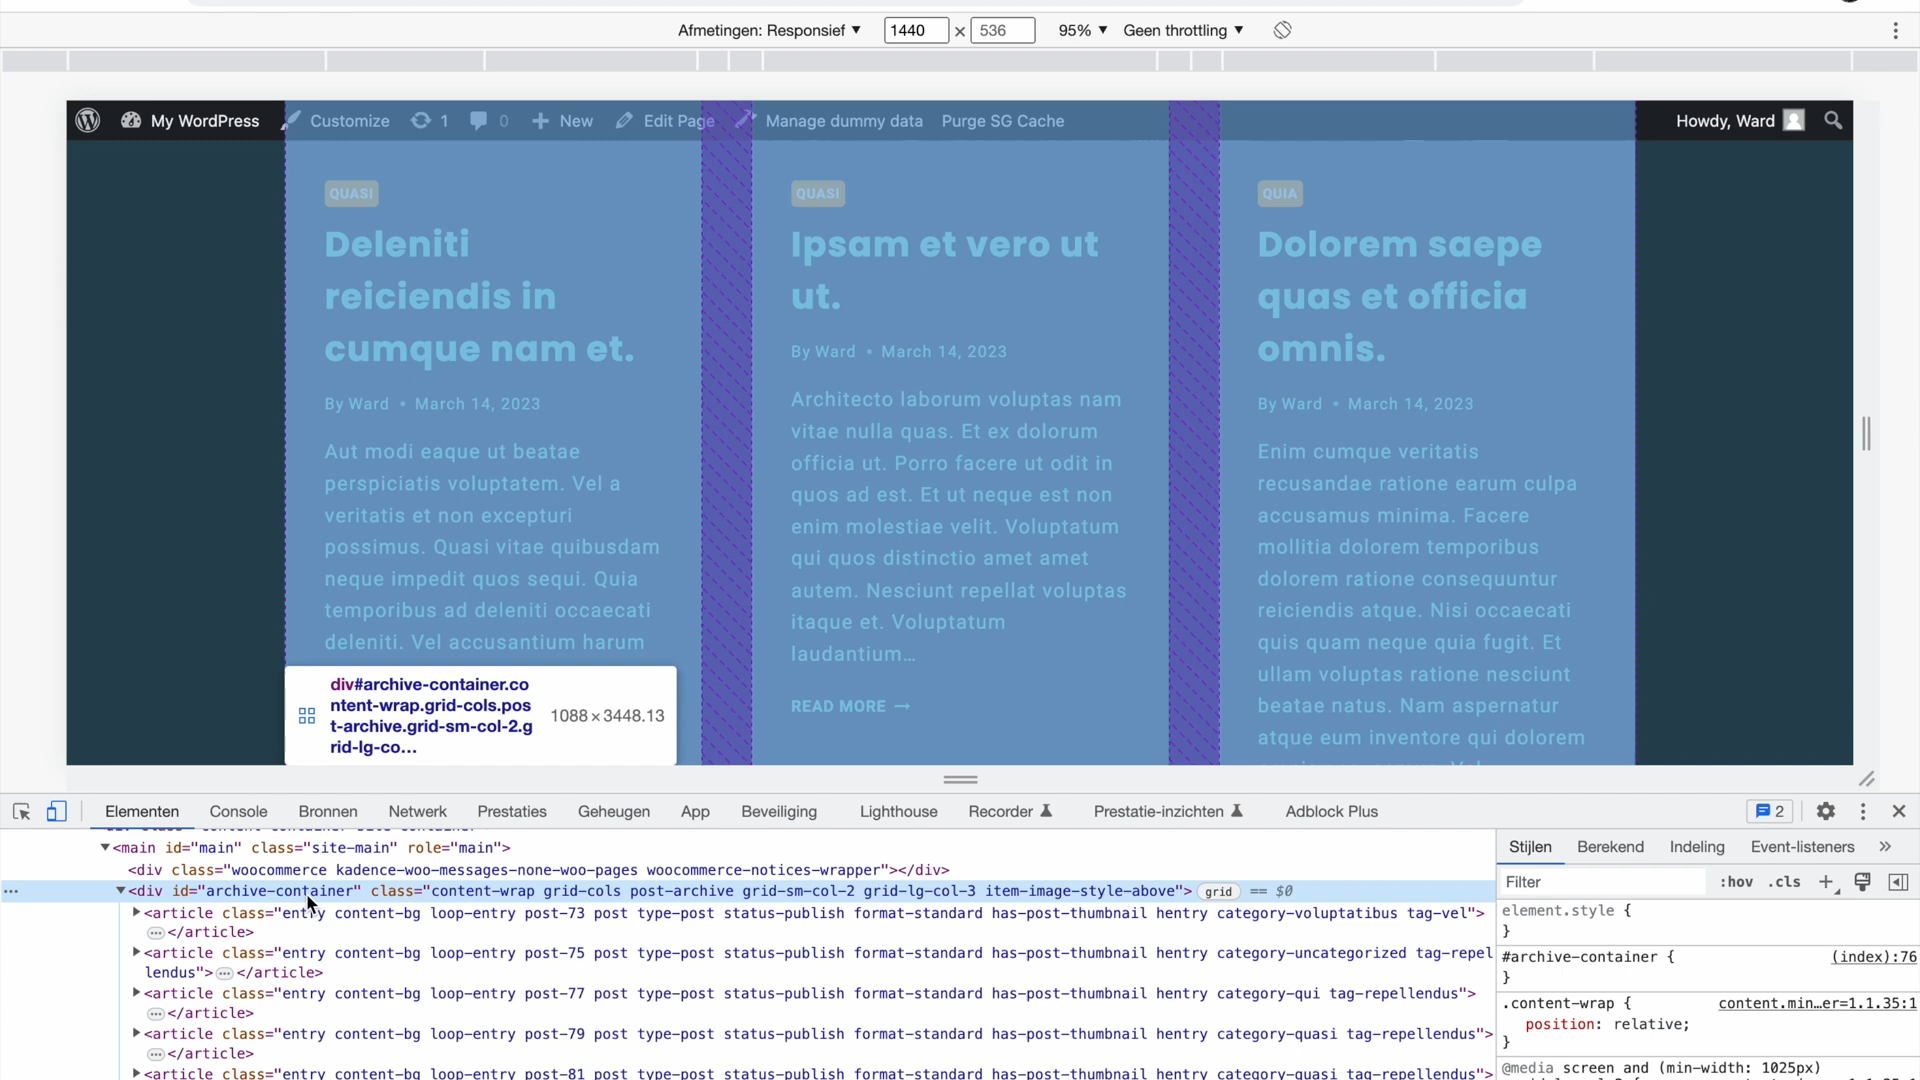 Afmetingen: Responsief ▼ 1440 × 536 95% ▼ Geen throttling ▼
My WordPress Customize 1 0 New Edit Page Manage dummy data Purge SG Cache Howdy, Ward
QUASI
Deleniti
reiciendis in
cumque nam et.
By Ward • March 14, 2023
Aut modi eaque ut beatae
perspiciatis voluptatem. Vel a
veritatis et non excepturi
possimus. Quasi vitae quibusdam
neque impedit quos sequi. Quia
temporibus ad deleniti occaecati
deleniti. Vel accusantium harum
QUASI
Ipsam et vero ut
ut.
By Ward • March 14, 2023
Architecto laborum voluptas nam
vitae nulla quas. Et ex dolorum
officia ut. Porro facere ut odit in
quos ad est. Et ut neque est non
enim molestiae velit. Voluptatum
qui quos distinctio amet amet
autem. Nesciunt repellat voluptas
itaque et. Voluptatum
laudantium…
READ MORE →
QUIA
Dolorem saepe
quas et officia
omnis.
By Ward • March 14, 2023
Enim cumque veritatis
recusandae ratione earum culpa
accusamus minima. Facere
mollitia dolorem temporibus
dolorem ratione consequuntur
reiciendis atque. Nisi occaecati
quis quam neque quia fugit. Et
ullam voluptas ratione nesciunt
beatae natus. Nam aspernatur
atque eum inventore qui dolorem
div#archive-container.co
ntent-wrap.grid-cols.pos
t-archive.grid-sm-col-2.g
rid-lg-co…
1088 × 3448.13
Elementen Console Bronnen Netwerk Prestaties Geheugen App Beveiliging Lighthouse Recorder Prestatie-inzichten Adblock Plus 2
▼<main id="main" class="site-main" role="main">
<div class="woocommerce kadence-woo-messages-none-woo-pages woocommerce-notices-wrapper"></div>
… ▼<div id="archive-container" class="content-wrap grid-cols post-archive grid-sm-col-2 grid-lg-col-3 item-image-style-above"> grid == $0
▶<article class="entry content-bg loop-entry post-73 post type-post status-publish format-standard has-post-thumbnail hentry category-voluptatibus tag-vel">
…</article>
▶<article class="entry content-bg loop-entry post-75 post type-post status-publish format-standard has-post-thumbnail hentry category-uncategorized tag-repel
lendus">…</article>
▶<article class="entry content-bg loop-entry post-77 post type-post status-publish format-standard has-post-thumbnail hentry category-qui tag-repellendus">
…</article>
▶<article class="entry content-bg loop-entry post-79 post type-post status-publish format-standard has-post-thumbnail hentry category-quasi tag-repellendus">
…</article>
▶<article class="entry content-bg loop-entry post-81 post type-post status-publish format-standard has-post-thumbnail hentry category-quasi tag-repellendus">
Stijlen Berekend Indeling Event-listeners »
Filter :hov .cls +
element.style {
}
#archive-container { (index):76
}
.content-wrap { content.min…er=1.1.35:1
position: relative;
}
@media screen and (min-width: 1025px)